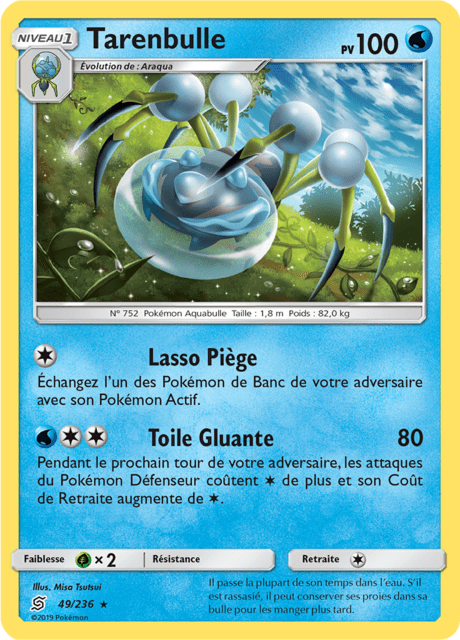 NIVEAU 1
Tarenbulle
PV 100
Évolution de : Araqua
N° 752 Pokémon Aquabulle Taille : 1,8 m Poids : 82,0 kg
Lasso Piège
Échangez l'un des Pokémon de Banc de votre adversaire
avec son Pokémon Actif.
Toile Gluante 80
Pendant le prochain tour de votre adversaire, les attaques
du Pokémon Défenseur coûtent de plus et son Coût
de Retraite augmente de .
Faiblesse × 2 Résistance Retraite
Illus. Misa Tsutsui
49/236 ★
©2019 Pokémon
Il passe la plupart de son temps dans l'eau. S'il
est rassasié, il peut conserver ses proies dans sa
bulle pour les manger plus tard.